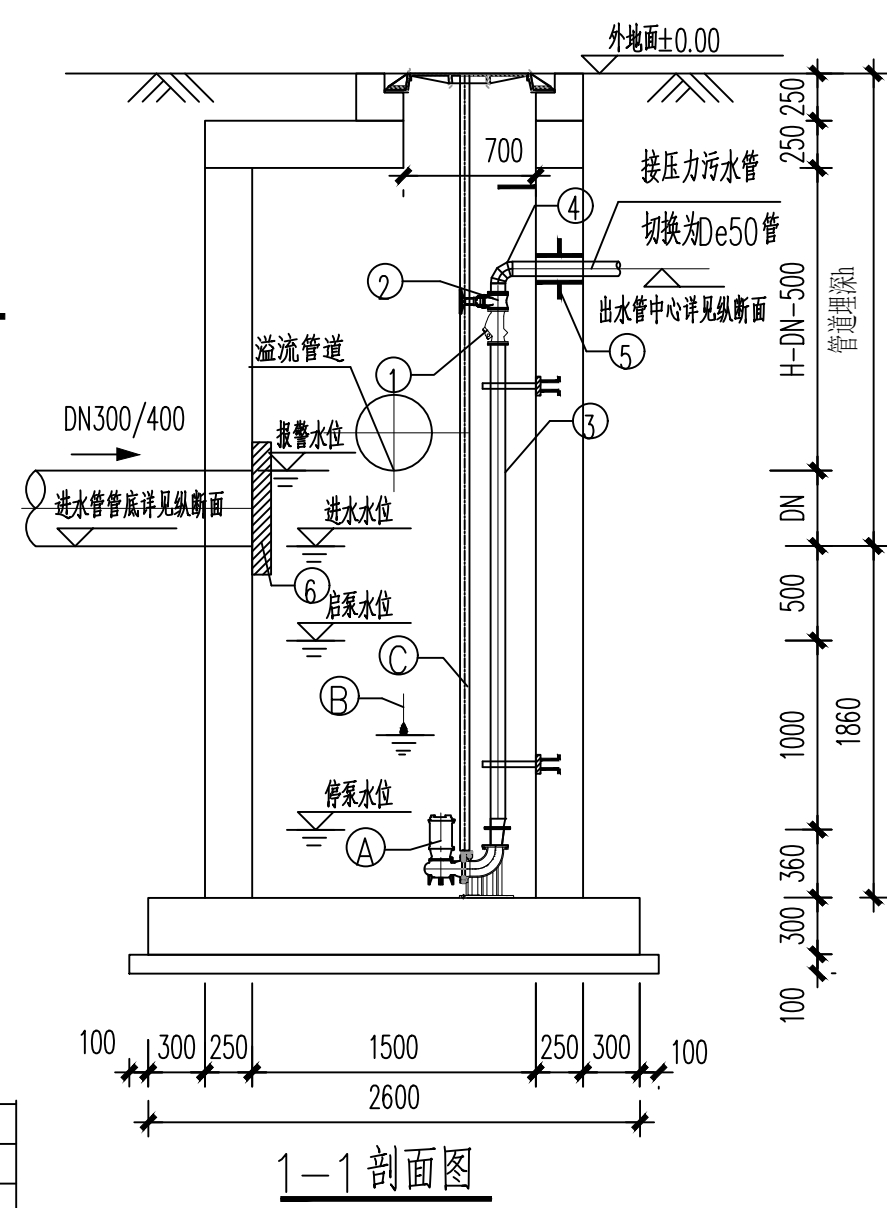 外地面±0.00
250
250
700
接压力污水管
切换为De50管
4
2
出水管中心详见纵断面
H-DN-500
管道埋深h
溢流管道
1
5
DN300/400
报警水位
3
进水管管底详见纵断面
进水水位
DN
6
启泵水位
500
C
B
1000
1860
停泵水位
A
360
300
100
100
300
250
1500
250
300
100
2600
1-1剖面图